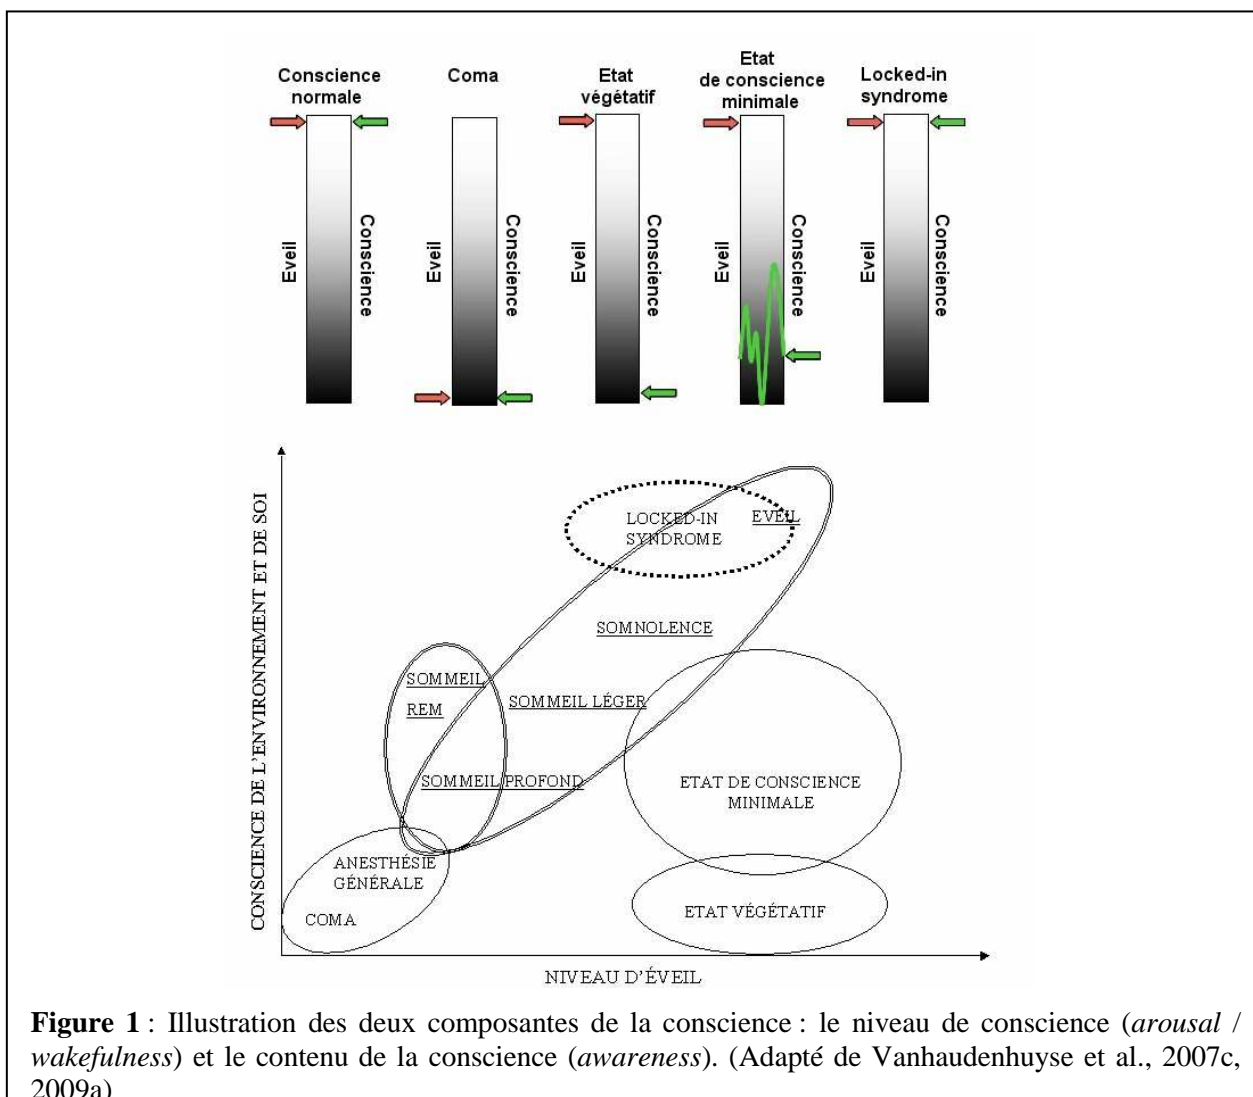 Conscience
normale
Coma
Etat
végétatif
Etat
de conscience
minimale
Locked-in
syndrome
Eveil
Conscience
Eveil
Conscience
Eveil
Conscience
Eveil
Conscience
Eveil
Conscience
CONSCIENCE DE L'ENVIRONNEMENT ET DE SOI
LOCKED-IN
SYNDROME
EVEIL
SOMNOLENCE
SOMMEIL
REM
SOMMEIL LÉGER
SOMMEIL PROFOND
ETAT DE CONSCIENCE
MINIMALE
ANESTHÉSIE
GÉNÉRALE
COMA
ETAT VÉGÉTATIF
NIVEAU D'ÉVEIL
Figure 1 : Illustration des deux composantes de la conscience : le niveau de conscience (arousal /
wakefulness) et le contenu de la conscience (awareness). (Adapté de Vanhaudenhuyse et al., 2007c,
2009a)